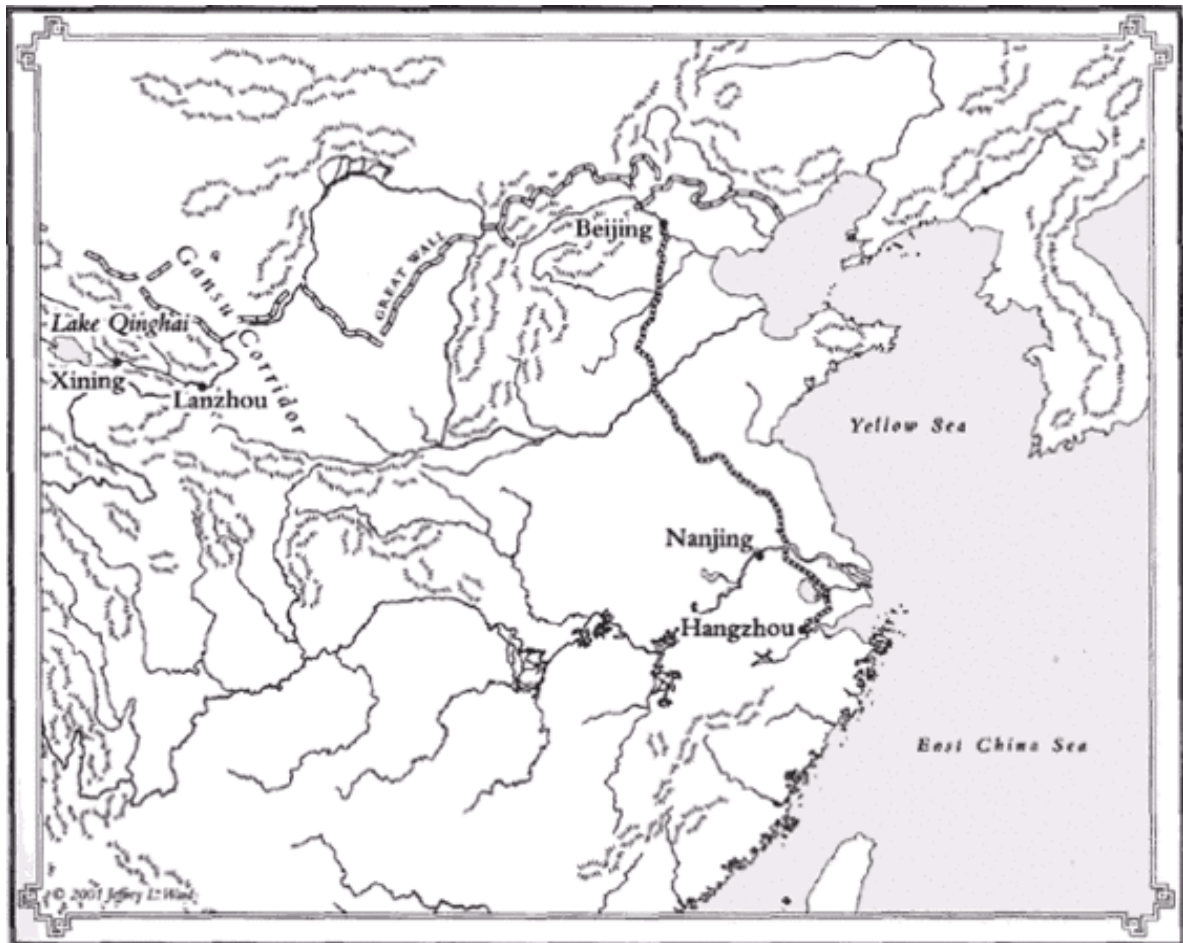 Beijing
GREAT WALL
Gansu Corridor
Lake Qinghai
Xining
Lanzhou
Yellow Sea
Nanjing
Hangzhou
East China Sea
© 2001 Jeffrey L. Ward